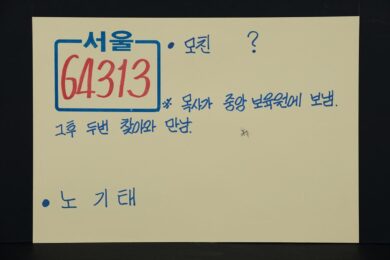 서울 • 모친 ?
64313
※ 목사가 중앙보육원에 보냄.
그후 두번 찾아와 만남.
• 노기태